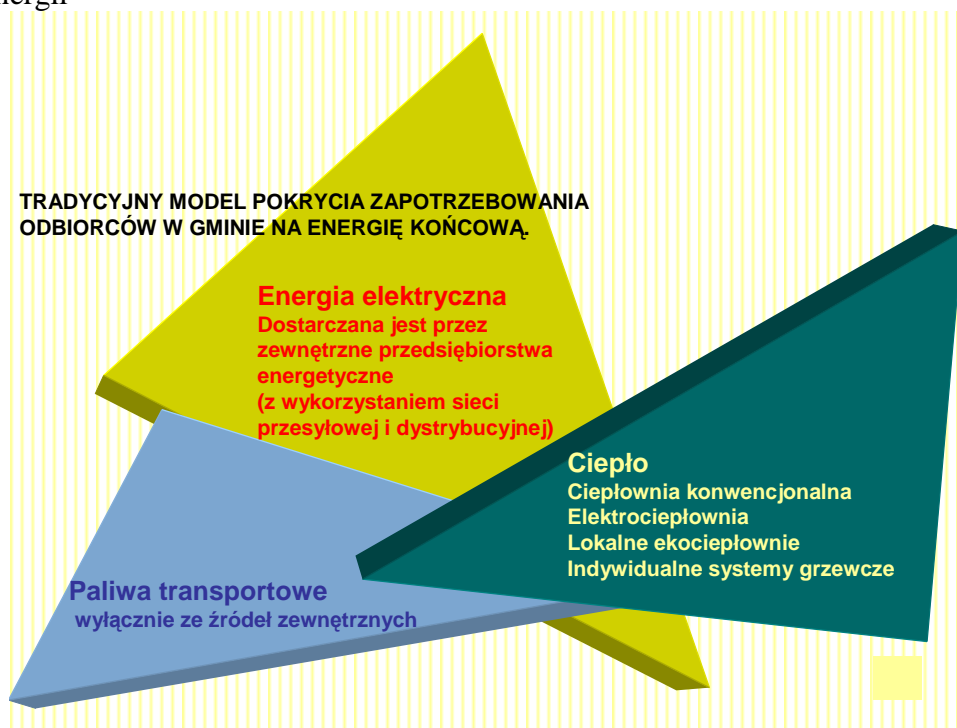 TRADYCYJNY MODEL POKRYCIA ZAPOTRZEBOWANIA
ODBIORCÓW W GMINIE NA ENERGIĘ KOŃCOWĄ.
Energia elektryczna
Dostarczana jest przez
zewnętrzne przedsiębiorstwa
energetyczne
(z wykorzystaniem sieci
przesyłowej i dystrybucyjnej)
Ciepło
Ciepłownia konwencjonalna
Elektrociepłownia
Lokalne ekociepłownie
Indywidualne systemy grzewcze
Paliwa transportowe
wyłącznie ze źródeł zewnętrznych